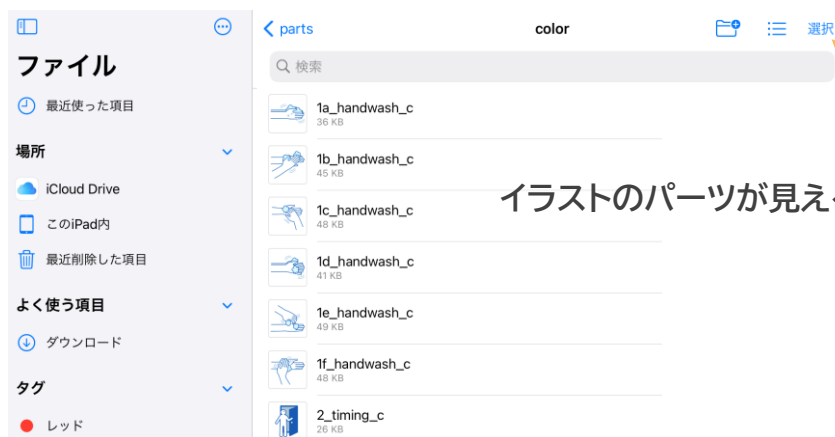 ファイル
最近使った項目
場所
iCloud Drive
このiPad内
最近削除した項目
よく使う項目
ダウンロード
タグ
レッド
parts
color
選択
検索
1a_handwash_c
36 KB
1b_handwash_c
45 KB
1c_handwash_c
48 KB
1d_handwash_c
41 KB
1e_handwash_c
49 KB
1f_handwash_c
48 KB
2_timing_c
26 KB
イラストのパーツが見え